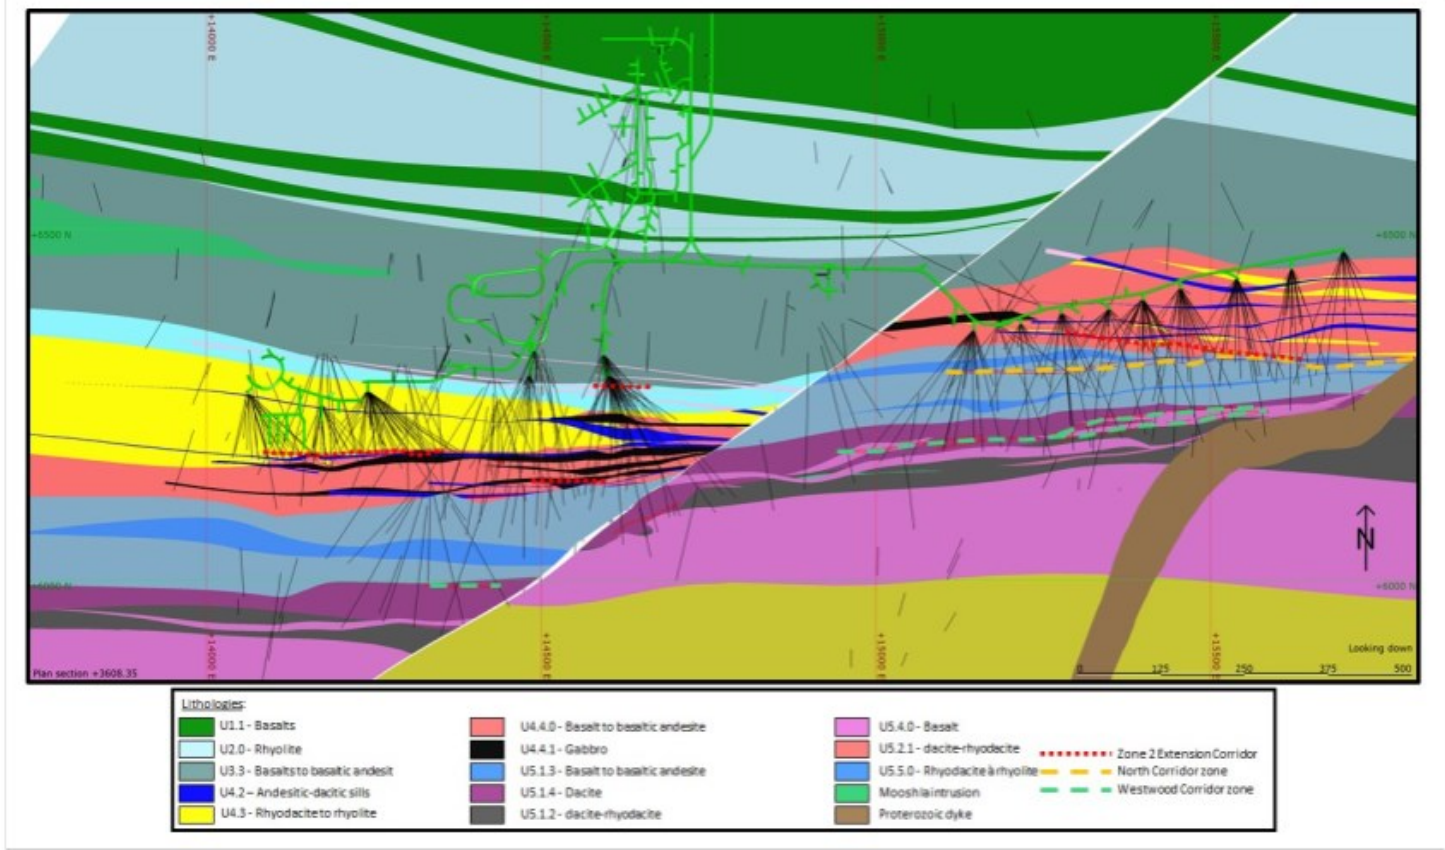 +14000 E
+14500 E
+15000 E
+15500 E
+6500 N
+6500 N
N
+6000 N
+6000 N
+14000 E
+14500 E
+15000 E
+15500 E
Looking down
Plan section +3608.35
0 125 250 375 500
Lithologies:
U1.1 - Basalts
U2.0 - Rhyolite
U3.3 - Basalts to basaltic andesit
U4.2 – Andesitic-dacitic sills
U4.3 - Rhyodacite to rhyolite
U4.4.0 - Basalt to basaltic andesite
U4.4.1 - Gabbro
U5.1.3 - Basalt to basaltic andesite
U5.1.4 - Dacite
U5.1.2 - dacite-rhyodacite
U5.4.0 - Basalt
U5.2.1 - dacite-rhyodacite
U5.5.0 - Rhyodacite à rhyolite
Mooshla intrusion
Proterozoic dyke
Zone 2 Extension Corridor
North Corridor zone
Westwood Corridor zone